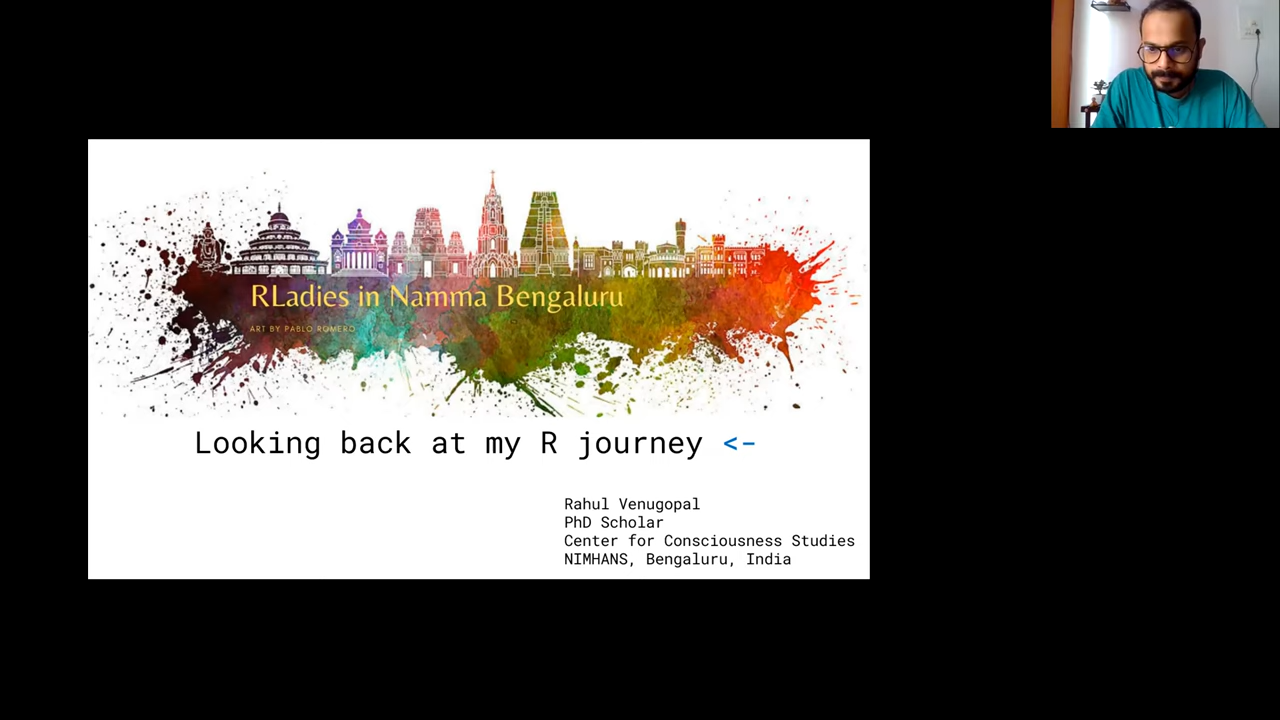 RLadies in Namma Bengaluru
ART BY PABLO ROMERO
Looking back at my R journey <-
Rahul Venugopal
PhD Scholar
Center for Consciousness Studies
NIMHANS, Bengaluru, India